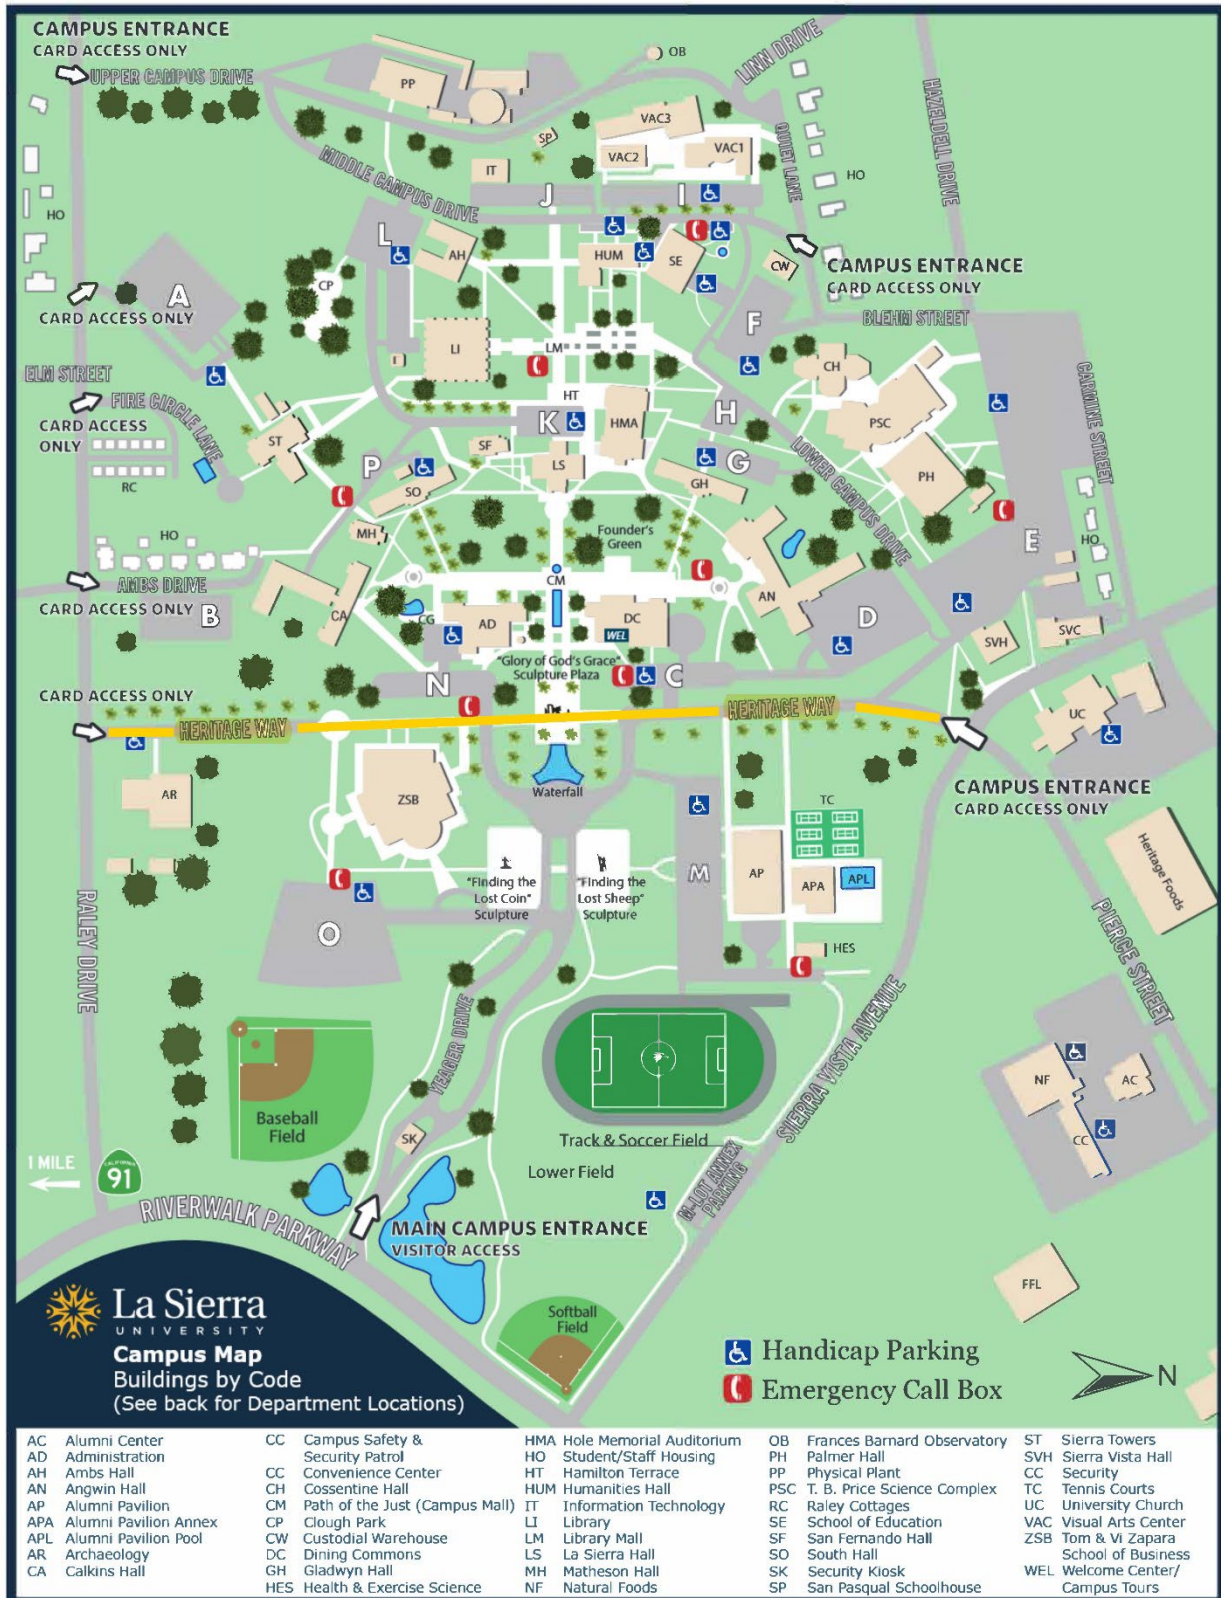 CAMPUS ENTRANCE
CARD ACCESS ONLY
UPPER CAMPUS DRIVE
PP
OB
LINN DRIVE
HAZELDELL DRIVE
VAC3
SP
VAC2
VAC1
QUIET LANE
IT
MIDDLE CAMPUS DRIVE
J
I
HO
HO
L
AH
HUM
SE
CW
CAMPUS ENTRANCE
CARD ACCESS ONLY
CP
A
CARD ACCESS ONLY
F
BLEHM STREET
LI
LM
CH
ELM STREET
FIRE CIRCLE LANE
CARD ACCESS
ONLY
HT
K
HMA
H
PSC
CARMINE STREET
ST
SF
LS
P
SO
G
GH
LOWER CAMPUS DRIVE
PH
RC
MH
Founder's
Green
HO
E
HO
AMBS DRIVE
CARD ACCESS ONLY
B
CA
CM
CG
AD
DC
WEL
AN
D
SVH
SVC
"Glory of God's Grace"
Sculpture Plaza
N
C
CARD ACCESS ONLY
HERITAGE WAY
HERITAGE WAY
UC
CAMPUS ENTRANCE
CARD ACCESS ONLY
AR
ZSB
Waterfall
TC
"Finding the
Lost Coin"
Sculpture
"Finding the
Lost Sheep"
Sculpture
M
AP
APA
APL
Heritage Foods
O
HES
RALEY DRIVE
YEAGER DRIVE
SIERRA VISTA AVENUE
PIERCE STREET
Baseball
Field
SK
NF
AC
CC
Track & Soccer Field
Lower Field
M-LOT ANNEX
PARKING
1 MILE
CALIFORNIA
91
RIVERWALK PARKWAY
MAIN CAMPUS ENTRANCE
VISITOR ACCESS
FFL
Softball
Field
La Sierra
UNIVERSITY
Campus Map
Buildings by Code
(See back for Department Locations)
Handicap Parking
Emergency Call Box
N
AC Alumni Center
AD Administration
AH Ambs Hall
AN Angwin Hall
AP Alumni Pavilion
APA Alumni Pavilion Annex
APL Alumni Pavilion Pool
AR Archaeology
CA Calkins Hall
CC Campus Safety &
Security Patrol
CC Convenience Center
CH Cossentine Hall
CM Path of the Just (Campus Mall)
CP Clough Park
CW Custodial Warehouse
DC Dining Commons
GH Gladwyn Hall
HES Health & Exercise Science
HMA Hole Memorial Auditorium
HO Student/Staff Housing
HT Hamilton Terrace
HUM Humanities Hall
IT Information Technology
LI Library
LM Library Mall
LS La Sierra Hall
MH Matheson Hall
NF Natural Foods
OB Frances Barnard Observatory
PH Palmer Hall
PP Physical Plant
PSC T. B. Price Science Complex
RC Raley Cottages
SE School of Education
SF San Fernando Hall
SO South Hall
SK Security Kiosk
SP San Pasqual Schoolhouse
ST Sierra Towers
SVH Sierra Vista Hall
CC Security
TC Tennis Courts
UC University Church
VAC Visual Arts Center
ZSB Tom & Vi Zapara
School of Business
WEL Welcome Center/
Campus Tours